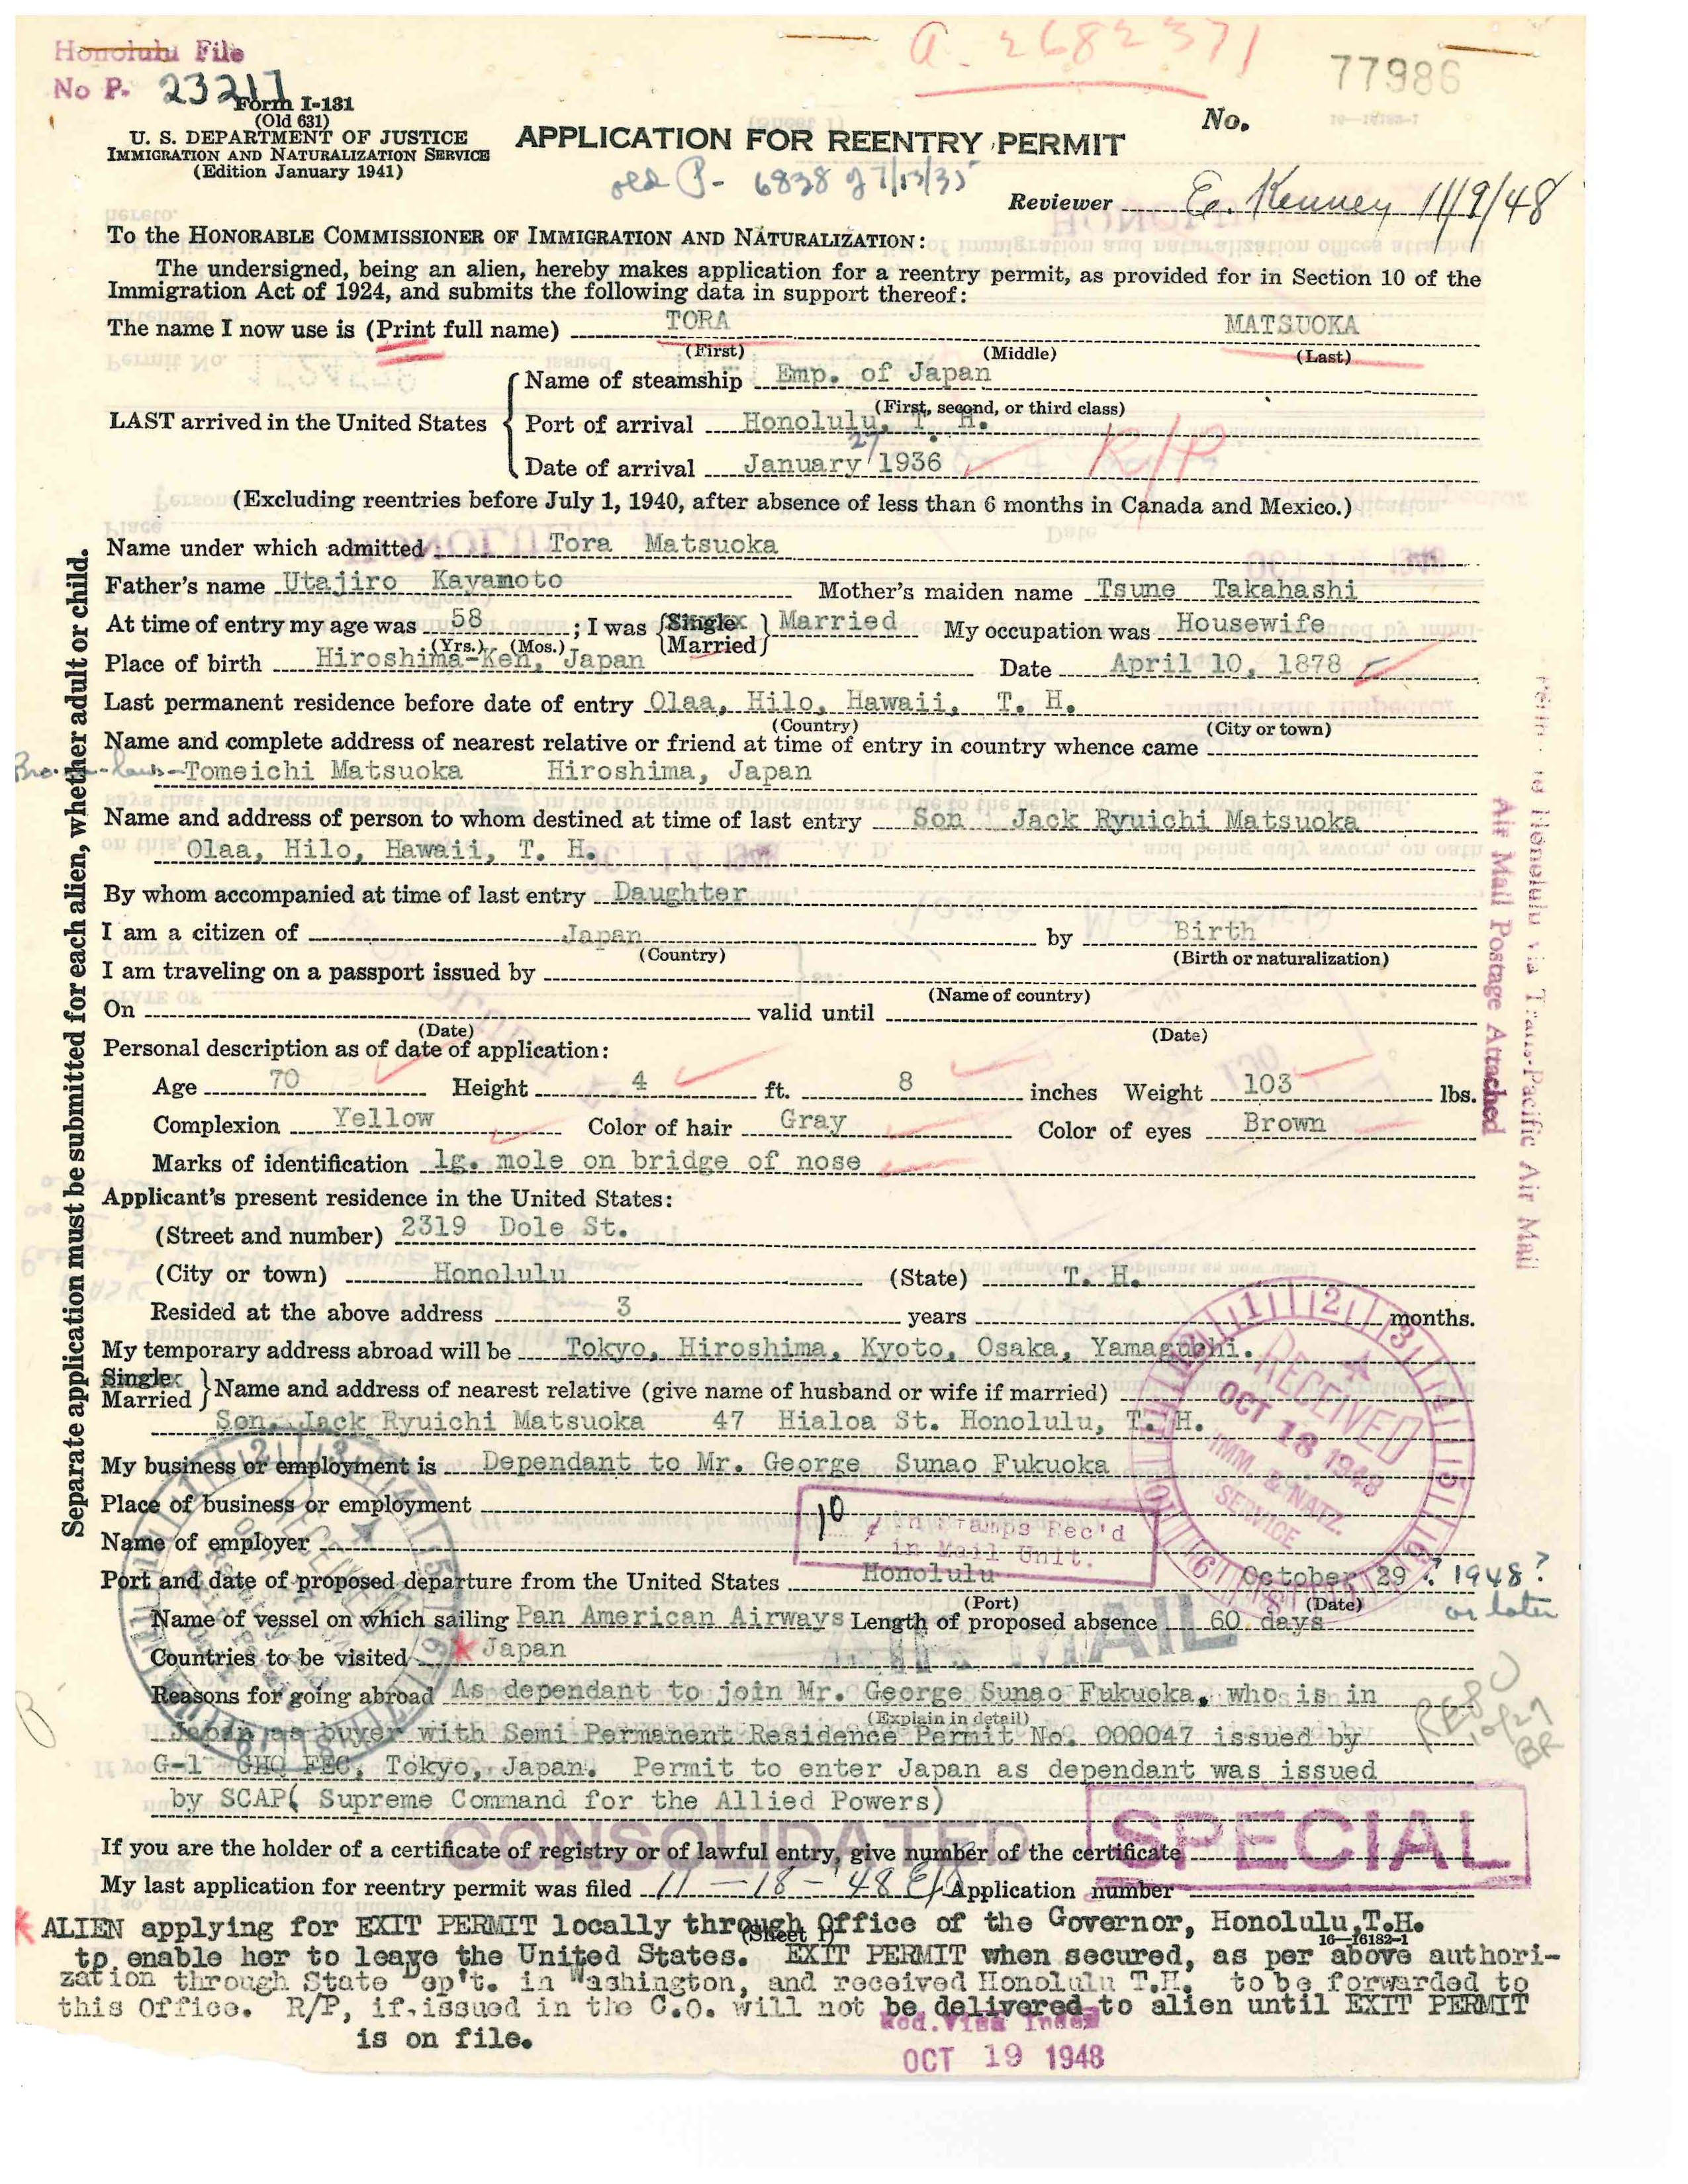 Honolulu File
No P. 23217
a. 2682371
77986
Form I-131
(Old 631)
U. S. DEPARTMENT OF JUSTICE
IMMIGRATION AND NATURALIZATION SERVICE
(Edition January 1941)
APPLICATION FOR REENTRY PERMIT
No.
old P- 6838 of 7/13/35
Reviewer E. Kenney 11/9/48
To the HONORABLE COMMISSIONER OF IMMIGRATION AND NATURALIZATION:
The undersigned, being an alien, hereby makes application for a reentry permit, as provided for in Section 10 of the
Immigration Act of 1924, and submits the following data in support thereof:
The name I now use is (Print full name) TORA MATSUOKA
(First) (Middle) (Last)
LAST arrived in the United States
Name of steamship Emp. of Japan
(First, second, or third class)
Port of arrival Honolulu, T. H.
Date of arrival January 27 1936 R/P
(Excluding reentries before July 1, 1940, after absence of less than 6 months in Canada and Mexico.)
Name under which admitted Tora Matsuoka
Father's name Utajiro Kayamoto Mother's maiden name Tsune Takahashi
At time of entry my age was 58 ; I was {Single Married} Married My occupation was Housewife
(Yrs.) (Mos.)
Place of birth Hiroshima-Ken, Japan Date April 10, 1878
Last permanent residence before date of entry Olaa, Hilo, Hawaii, T. H.
(Country) (City or town)
Name and complete address of nearest relative or friend at time of entry in country whence came
Bro-in-law-Tomeichi Matsuoka Hiroshima, Japan
Name and address of person to whom destined at time of last entry Son Jack Ryuichi Matsuoka
Olaa, Hilo, Hawaii, T. H.
By whom accompanied at time of last entry Daughter
I am a citizen of Japan by Birth
(Country) (Birth or naturalization)
I am traveling on a passport issued by
(Name of country)
On valid until
(Date) (Date)
Personal description as of date of application:
Age 70 Height 4 ft. 8 inches Weight 103 lbs.
Complexion Yellow Color of hair Gray Color of eyes Brown
Marks of identification lg. mole on bridge of nose
Applicant's present residence in the United States:
(Street and number) 2319 Dole St.
(City or town) Honolulu (State) T. H.
Resided at the above address 3 years months.
My temporary address abroad will be Tokyo, Hiroshima, Kyoto, Osaka, Yamaguchi.
Single Married} Name and address of nearest relative (give name of husband or wife if married)
Son. Jack Ryuichi Matsuoka 47 Hialoa St. Honolulu, T. H.
My business or employment is Dependant to Mr. George Sunao Fukuoka
Place of business or employment
Name of employer
10 ¢ in Stamps Rec'd
in Mail Unit.
RECEIVED
OCT 18 1948
IMM. & NATZ.
SERVICE
Port and date of proposed departure from the United States Honolulu October 29 ? 1948?
(Port) (Date) or later
Name of vessel on which sailing Pan American Airways Length of proposed absence 60 days
AIR MAIL
Countries to be visited * Japan
Reasons for going abroad As dependant to join Mr. George Sunao Fukuoka, who is in
(Explain in detail)
Japan as buyer with Semi Permanent Residence Permit No. 000047 issued by
G-1 GHQ FEC, Tokyo, Japan. Permit to enter Japan as dependant was issued
by SCAP( Supreme Command for the Allied Powers)
10/27
BR
CONSOLIDATED
SPECIAL
If you are the holder of a certificate of registry or of lawful entry, give number of the certificate
My last application for reentry permit was filed 11-18-'48 Application number
(Sheet 1)
16—16182-1
* ALIEN applying for EXIT PERMIT locally through Office of the Governor, Honolulu,T.H.
to enable her to leave the United States. EXIT PERMIT when secured, as per above authori-
zation through State Dep't. in Washington, and received Honolulu T.H. to be forwarded to
this Office. R/P, if issued in the C.O. will not be delivered to alien until EXIT PERMIT
is on file.
Rec.Visa Index
OCT 19 1948
Separate application must be submitted for each alien, whether adult or child.
Honolulu via Trans-Pacific Air Mail
Air Mail Postage Attached